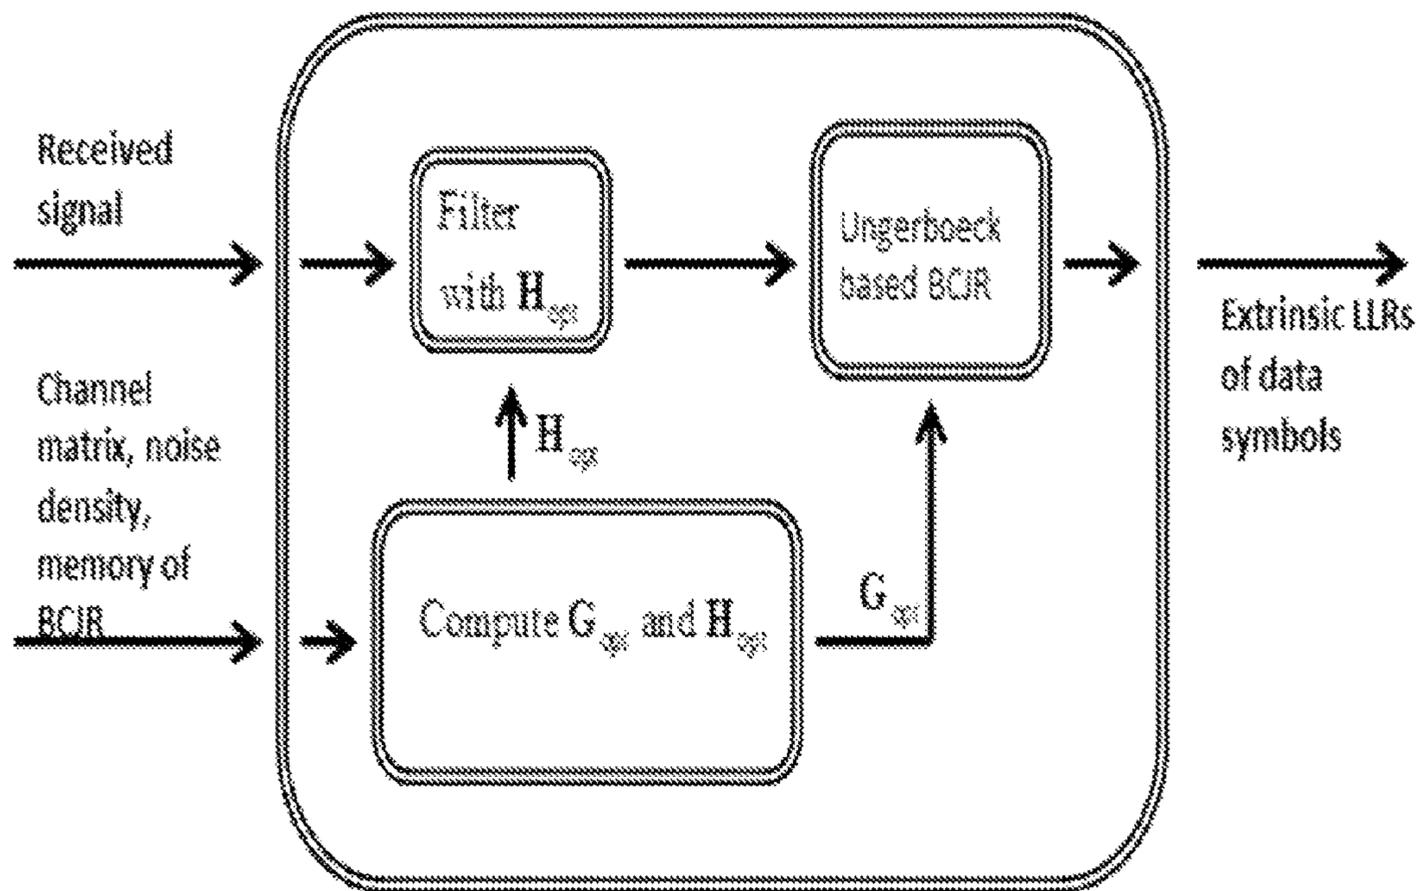 Received
signal
Filter
with H_opt
Ungerboeck
based BCJR
Extrinsic LLRs
of data
symbols
Channel
matrix, noise
density,
memory of
BCJR
H_opt
Compute G_opt and H_opt
G_opt